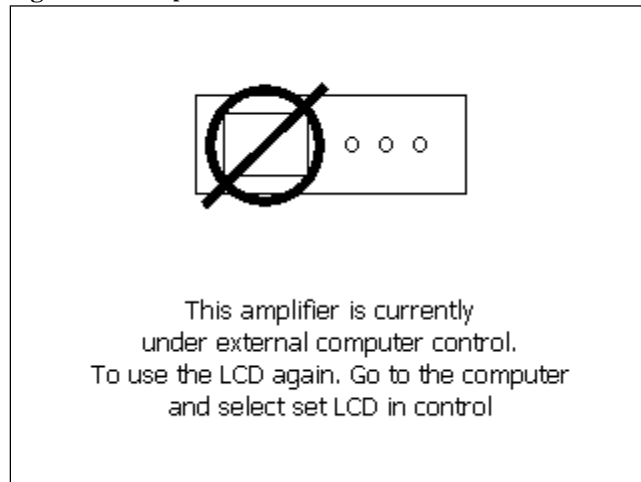 This amplifier is currently
under external computer control.
To use the LCD again. Go to the computer
and select set LCD in control